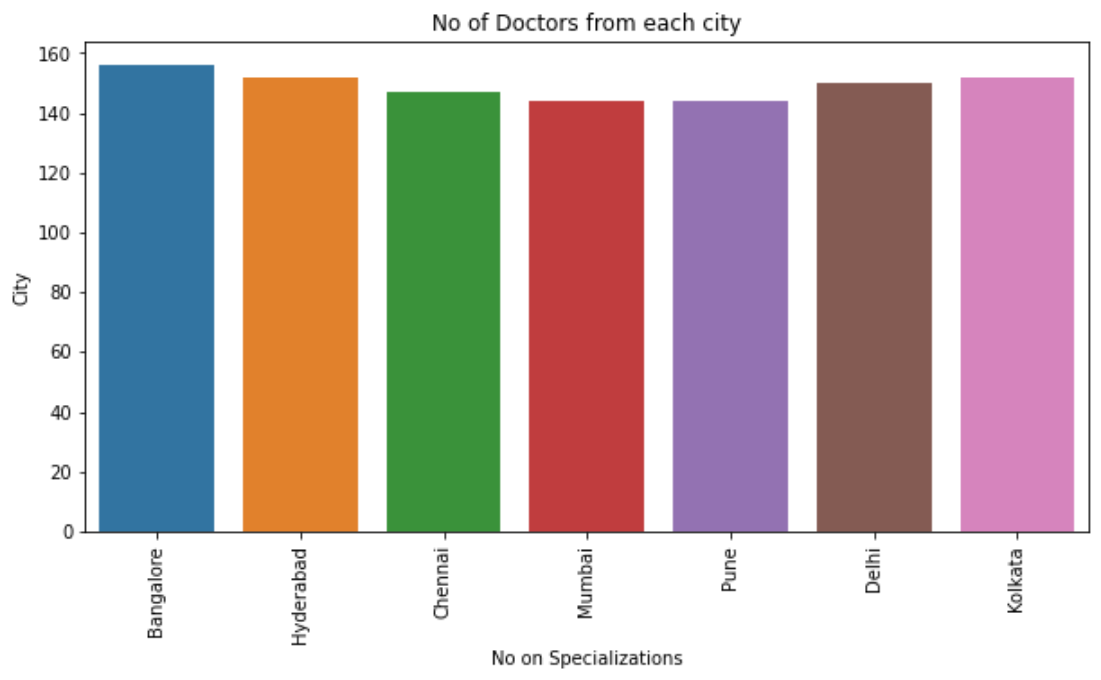 No of Doctors from each city
160
140
120
100
80
60
40
20
0
City
Bangalore
Hyderabad
Chennai
Mumbai
Pune
Delhi
Kolkata
No on Specializations